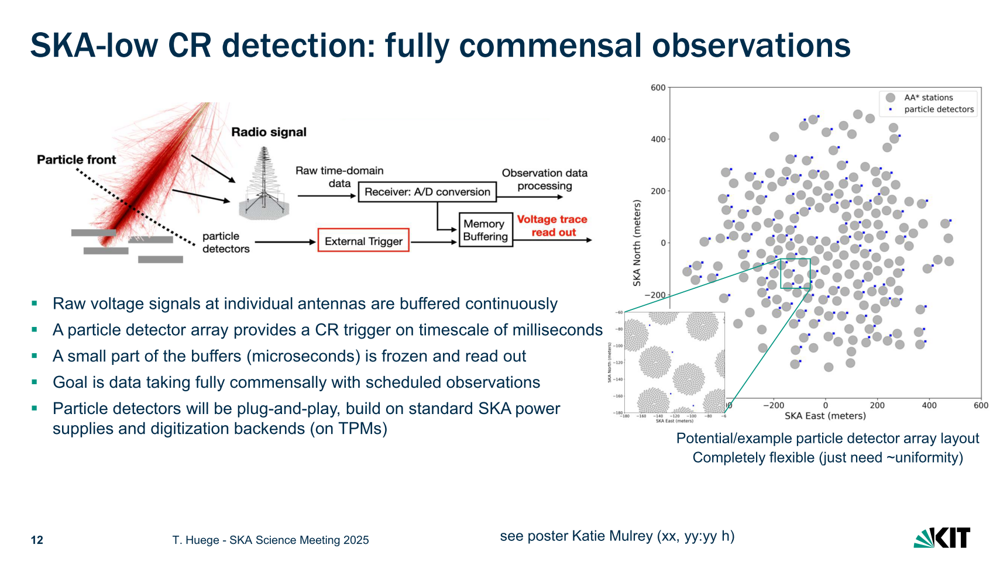 SKA-low CR detection: fully commensal observations
Radio signal
Particle front
Raw time-domain
data
Receiver: A/D conversion
Observation data
processing
Memory
Buffering
Voltage trace
read out
External Trigger
particle
detectors
▪ Raw voltage signals at individual antennas are buffered continuously
▪ A particle detector array provides a CR trigger on timescale of milliseconds
▪ A small part of the buffers (microseconds) is frozen and read out
▪ Goal is data taking fully commensally with scheduled observations
▪ Particle detectors will be plug-and-play, build on standard SKA power
supplies and digitization backends (on TPMs)
AA* stations
particle detectors
600
400
200
0
−200
SKA North (meters)
−200 0 200 400 600
SKA East (meters)
−60
−80
−100
−120
−140
−160
−180
SKA North (meters)
−180 −160 −140 −120 −100 −80 −6
SKA East (meters)
Potential/example particle detector array layout
Completely flexible (just need ~uniformity)
12
T. Huege - SKA Science Meeting 2025
see poster Katie Mulrey (xx, yy:yy h)
KIT